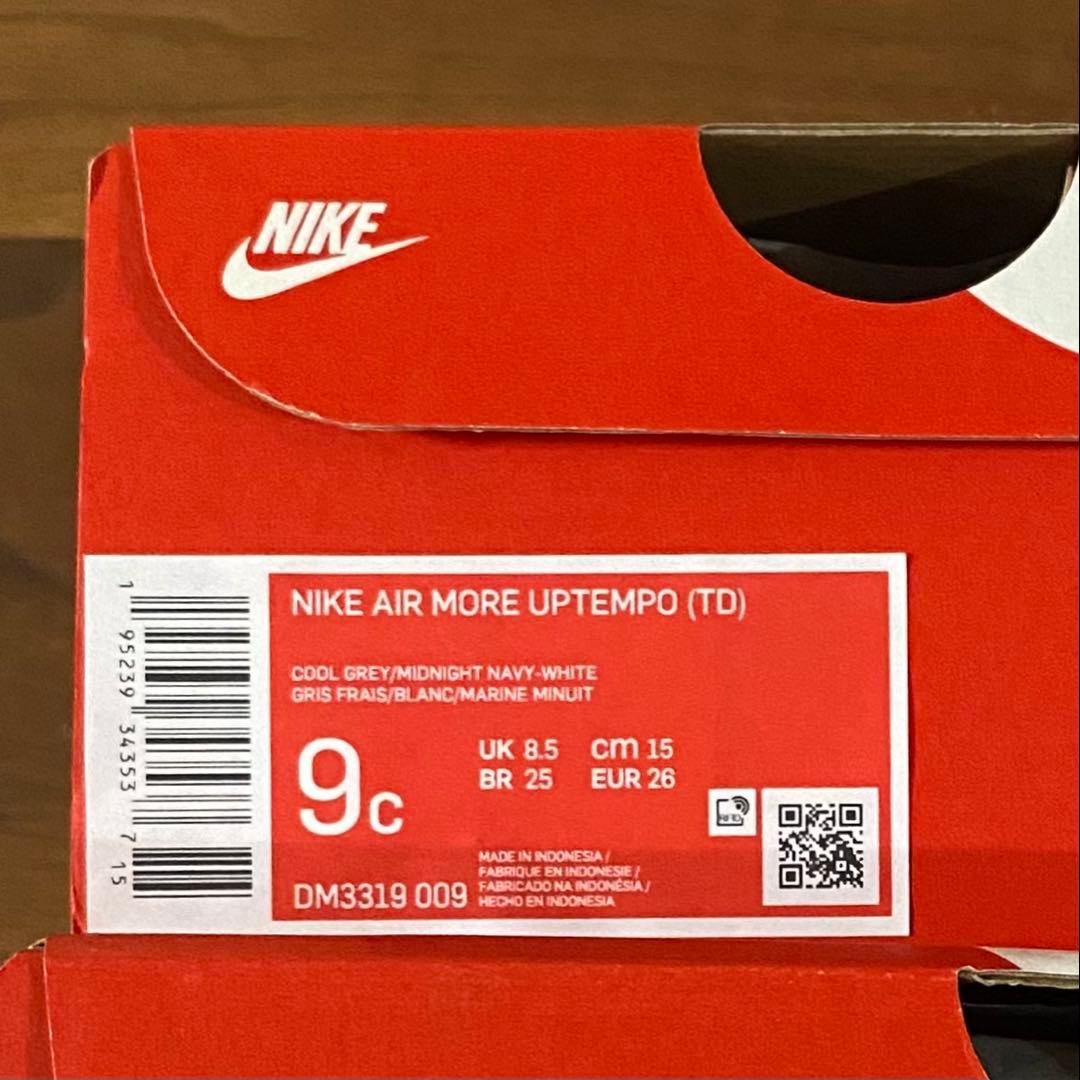 NIKE
NIKE AIR MORE UPTEMPO (TD)
COOL GREY/MIDNIGHT NAVY-WHITE
GRIS FRAIS/BLANC/MARINE MINUIT
9c
UK 8.5 cm 15
BR 25 EUR 26
RFID
DM3319 009
MADE IN INDONESIA /
FABRIQUE EN INDONESIE /
FABRICADO NA INDONÉSIA /
HECHO EN INDONESIA
1 95239 34353 7 15